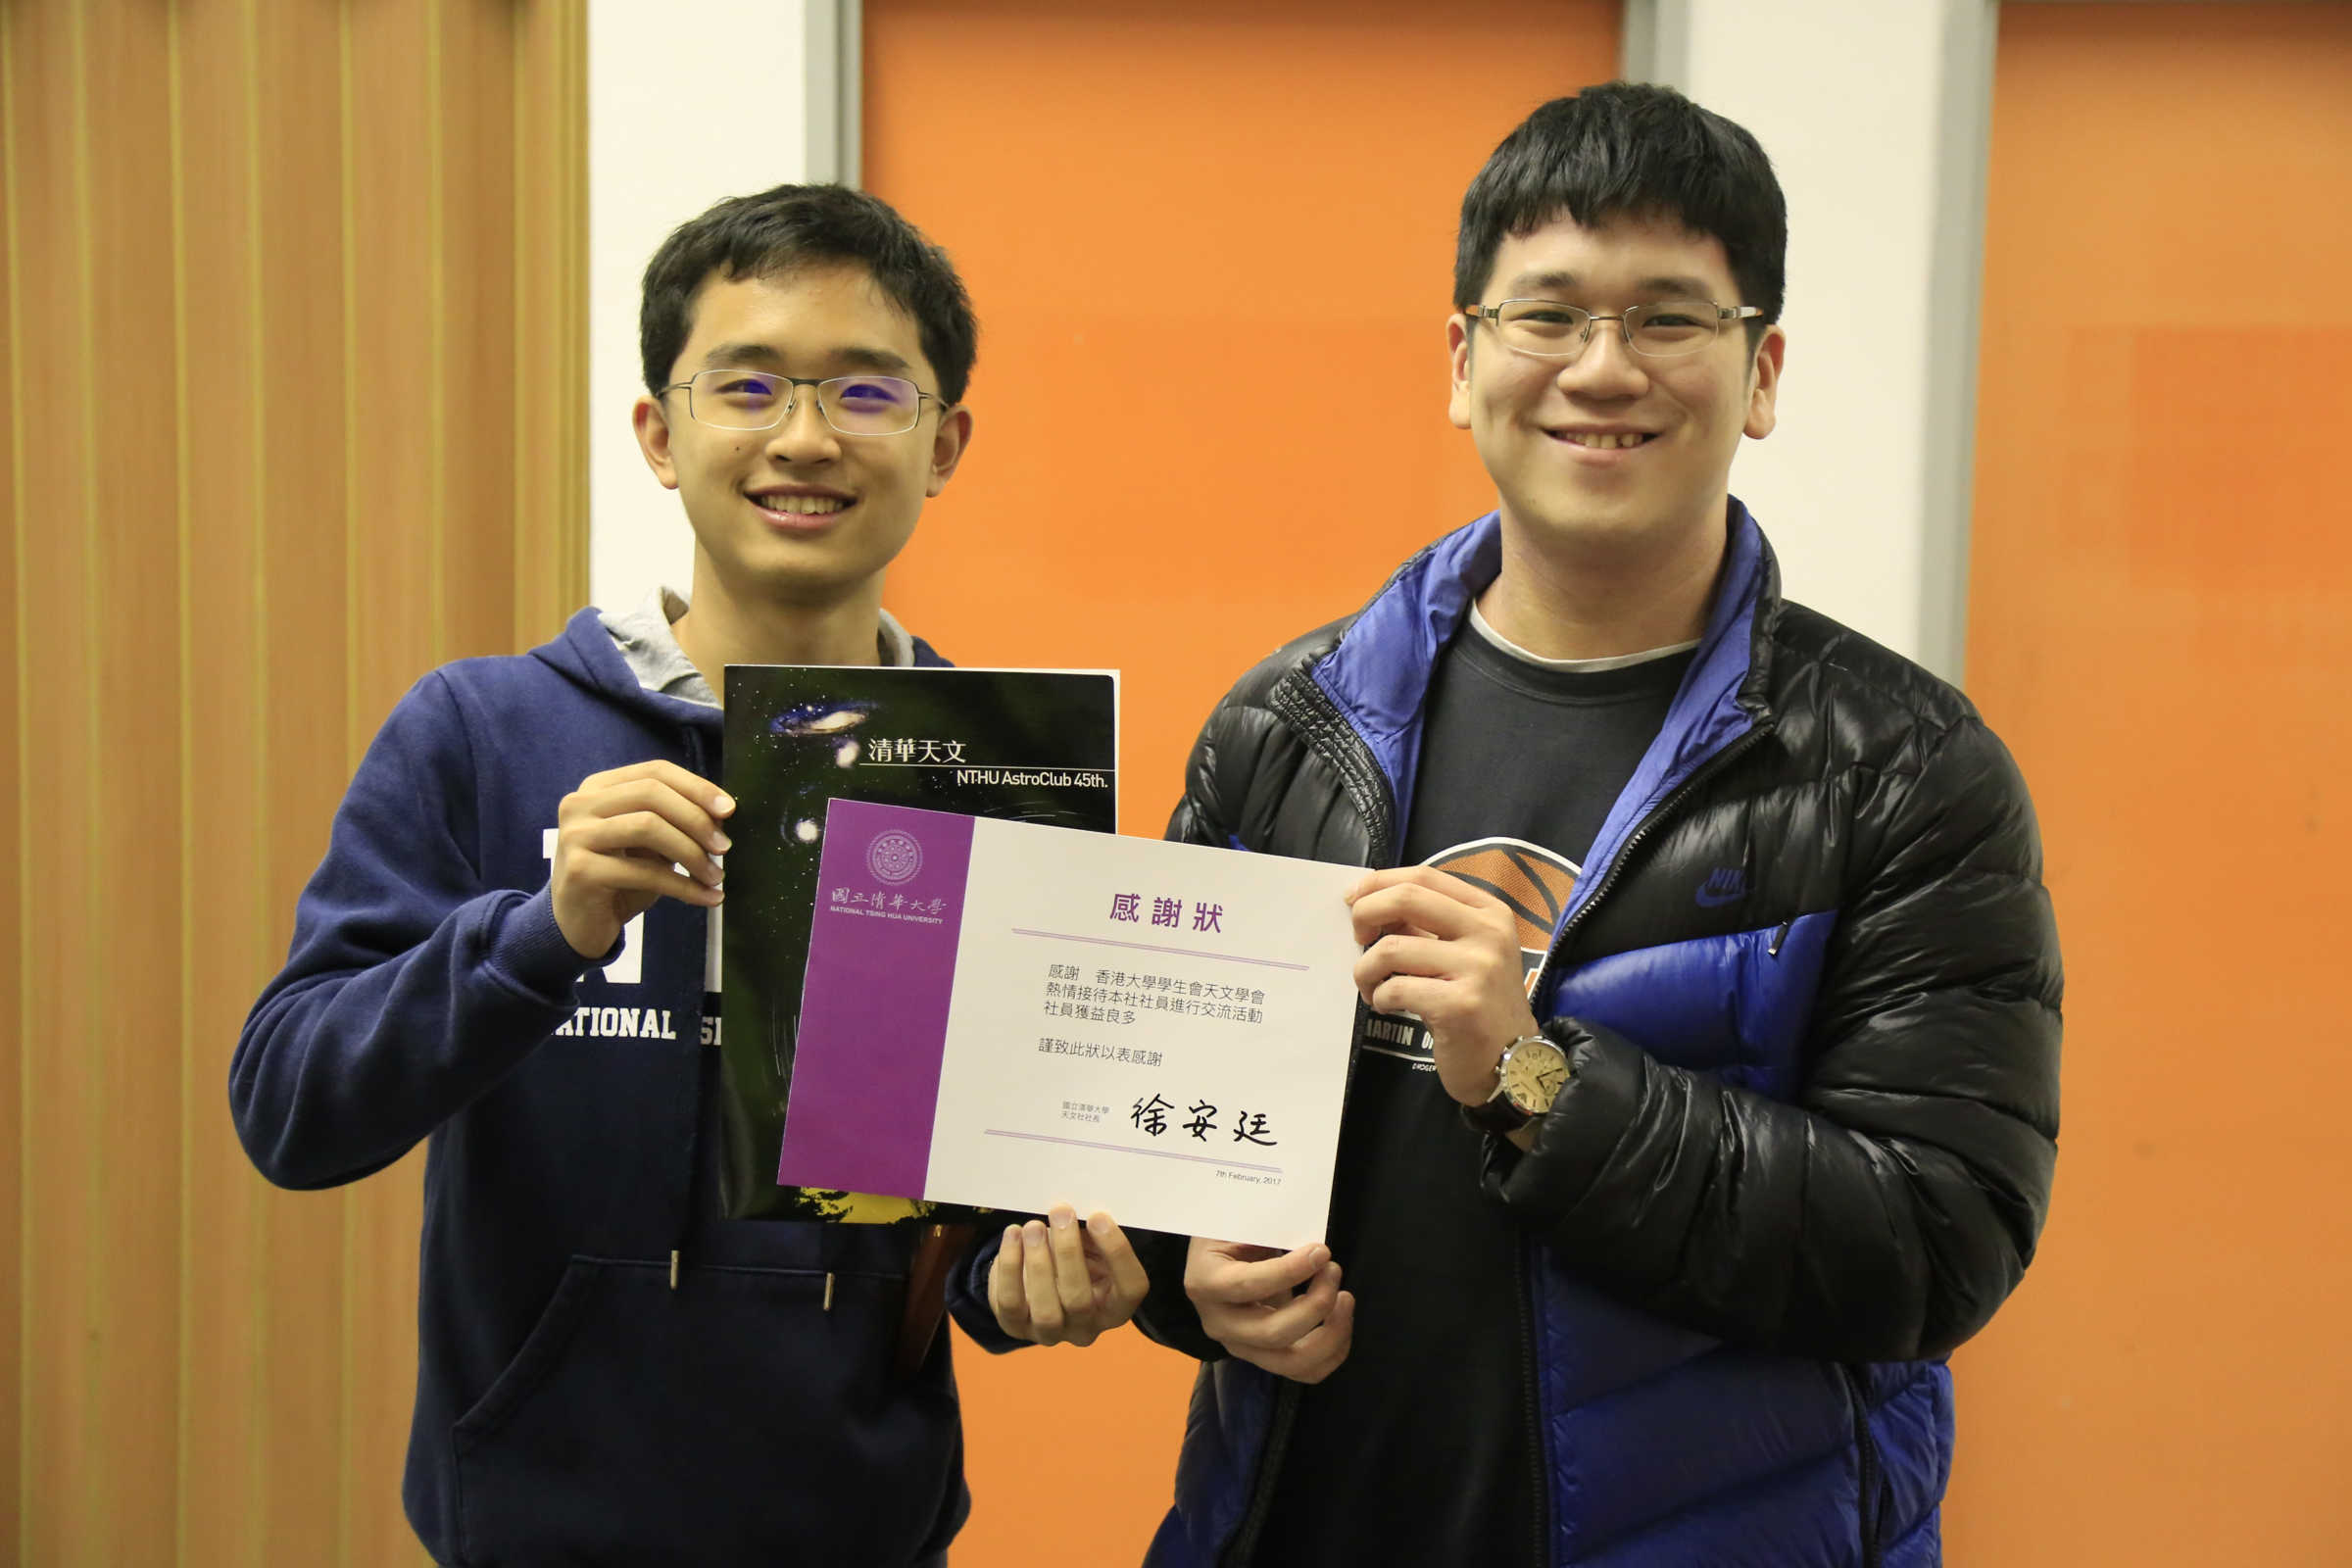 清華天文
NTHU AstroClub 45th.
國立清華大學
NATIONAL TSING HUA UNIVERSITY
感謝狀
感謝　香港大學學生會天文學會
熱情接待本社社員進行交流活動
社員獲益良多
謹致此狀以表感謝
國立清華大學
天文社社長
徐安廷
7th February, 2017
ATIONAL
MARTIN
NIKE